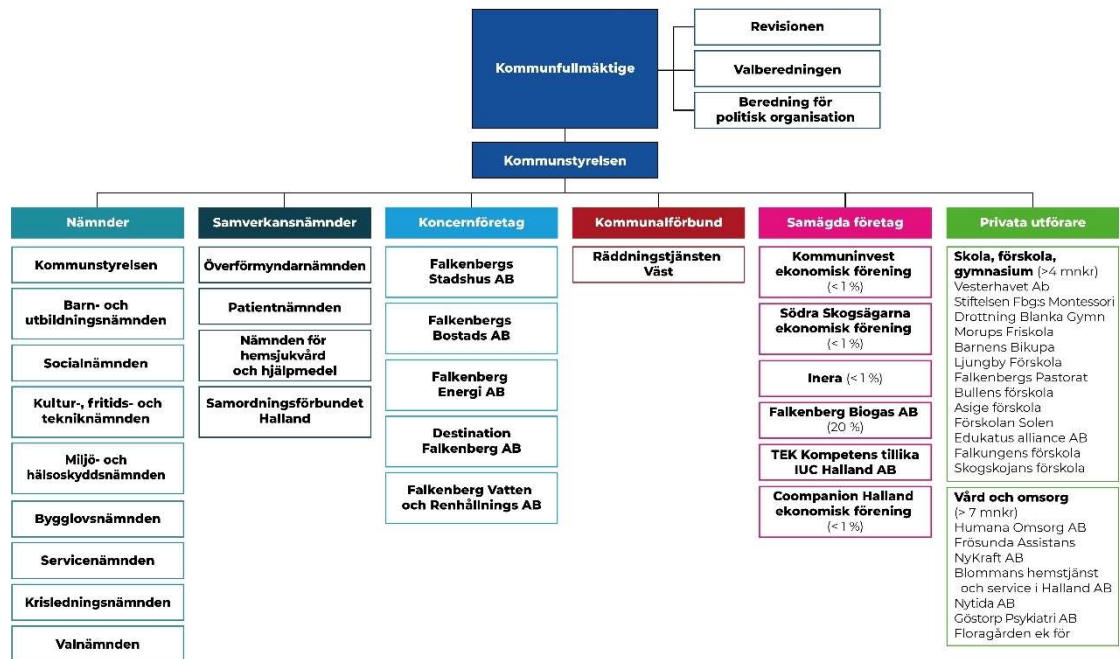 Kommunfullmäktige
Revisionen
Valberedningen
Beredning för
politisk organisation
Kommunstyrelsen
Nämnder
Kommunstyrelsen
Barn- och
utbildningsnämnden
Socialnämnden
Kultur-, fritids- och
tekniknämnden
Miljö- och
hälsoskyddsnämnden
Bygglovsnämnden
Servicenämnden
Krisledningsnämnden
Valnämnden
Samverkansnämnder
Överförmyndarnämnden
Patientnämnden
Nämnden för
hemsjukvård
och hjälpmedel
Samordningsförbundet
Halland
Koncernföretag
Falkenbergs
Stadshus AB
Falkenbergs
Bostads AB
Falkenberg
Energi AB
Destination
Falkenberg AB
Falkenberg Vatten
och Renhållnings AB
Kommunalförbund
Räddningstjänsten
Väst
Samägda företag
Kommuninvest
ekonomisk förening
(< 1 %)
Södra Skogsägarna
ekonomisk förening
(< 1 %)
Inera (< 1 %)
Falkenberg Biogas AB
(20 %)
TEK Kompetens tillika
IUC Halland AB
Coompanion Halland
ekonomisk förening
(< 1 %)
Privata utförare
Skola, förskola,
gymnasium (>4 mnkr)
Vesterhavet Ab
Stiftelsen Fbg:s Montessori
Drottning Blanka Gymn
Morups Friskola
Barnens Bikupa
Ljungby Förskola
Falkenbergs Pastorat
Bullens förskola
Asige förskola
Förskolan Solen
Edukatus alliance AB
Falkungens förskola
Skogskojans förskola
Vård och omsorg
(> 7 mnkr)
Humana Omsorg AB
Frösunda Assistans
NyKraft AB
Blommans hemstjänst
och service i Halland AB
Nytida AB
Göstorp Psykiatri AB
Floragården ek för